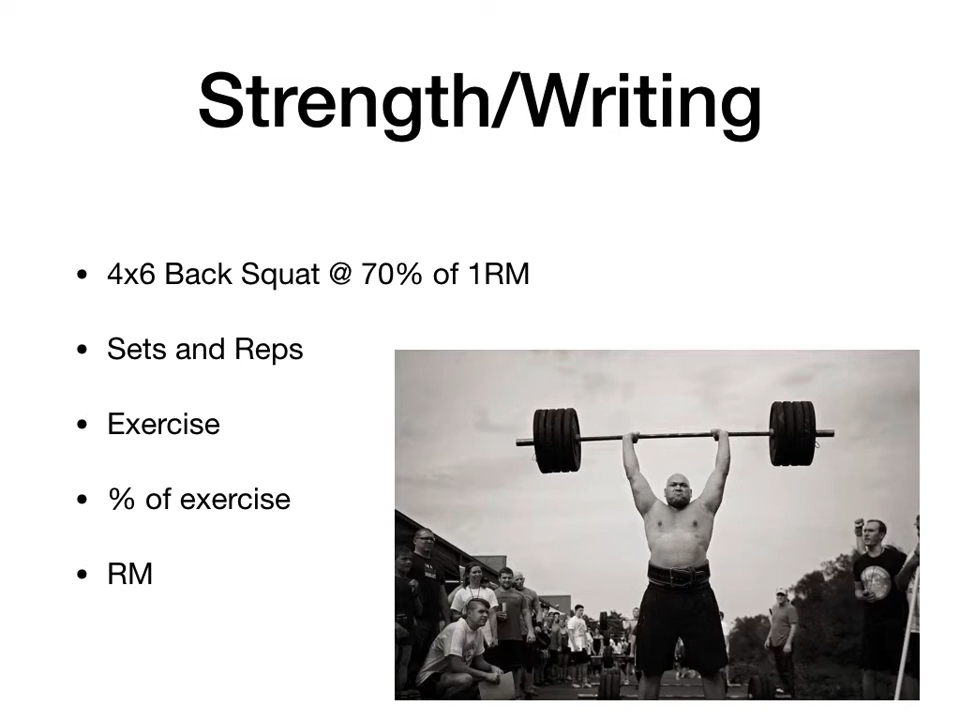 Strength/Writing
• 4x6 Back Squat @ 70% of 1RM
• Sets and Reps
• Exercise
• % of exercise
• RM